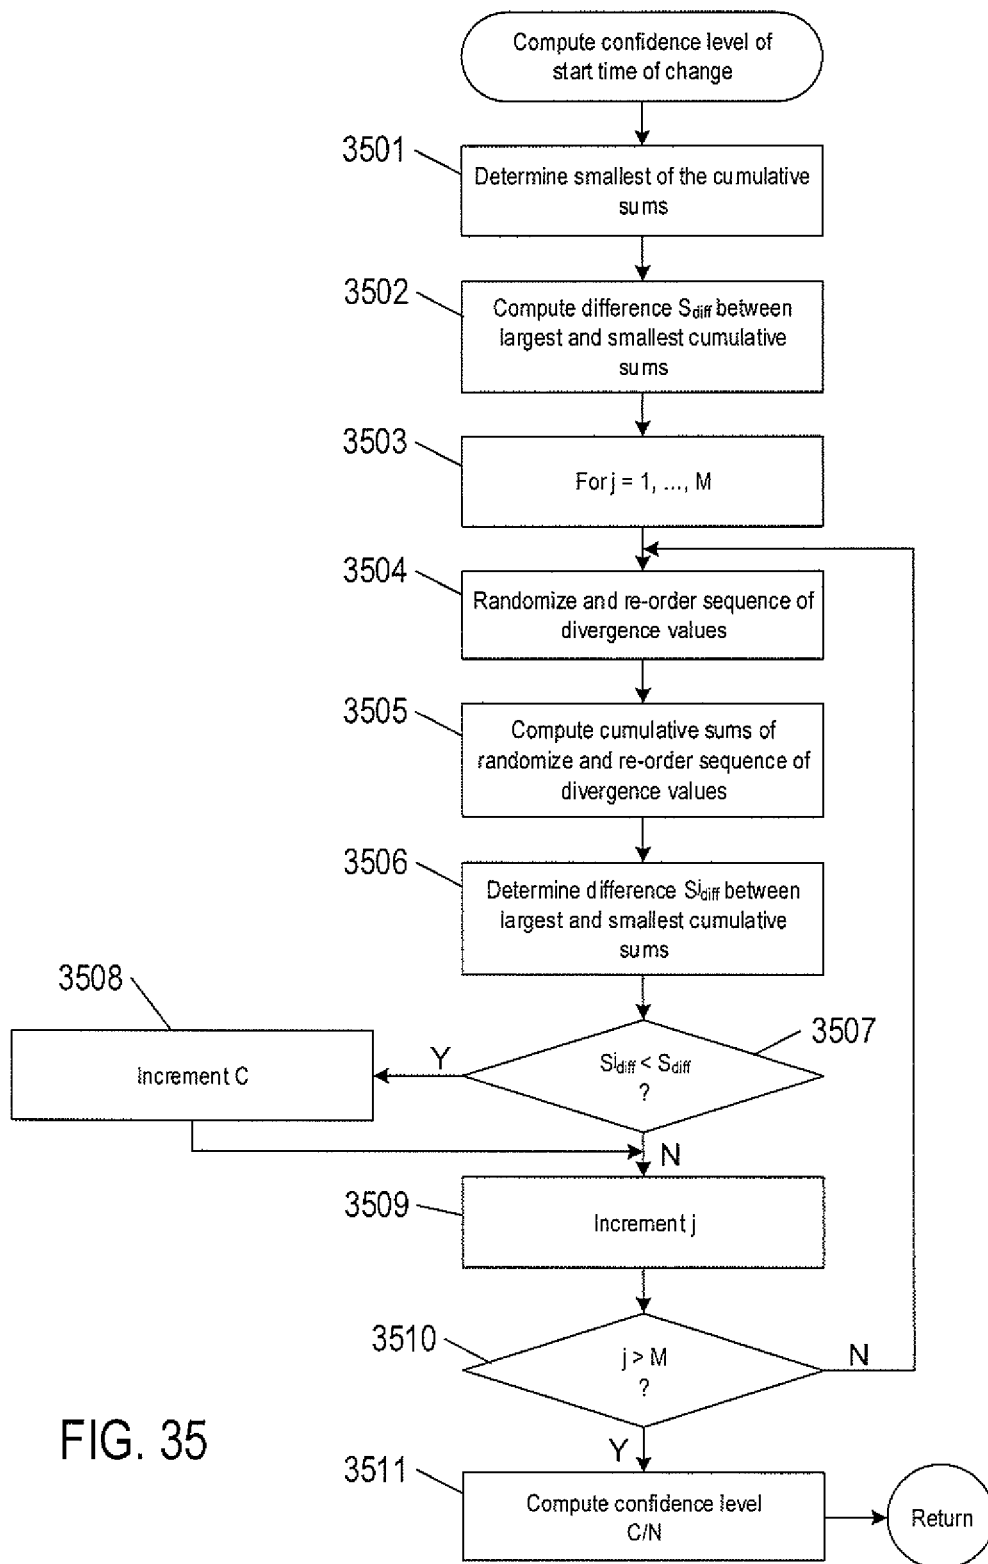 Compute confidence level of
start time of change
3501
Determine smallest of the cumulative
sums
3502
Compute difference Sdiff between
largest and smallest cumulative
sums
3503
For j = 1, ..., M
3504
Randomize and re-order sequence of
divergence values
3505
Compute cumulative sums of
randomize and re-order sequence of
divergence values
3506
Determine difference Sjdiff between
largest and smallest cumulative
sums
3507
Sjdiff < Sdiff
?
Y
3508
Increment C
N
3509
Increment j
3510
j > M
?
N
Y
3511
Compute confidence level
C/N
Return
FIG. 35